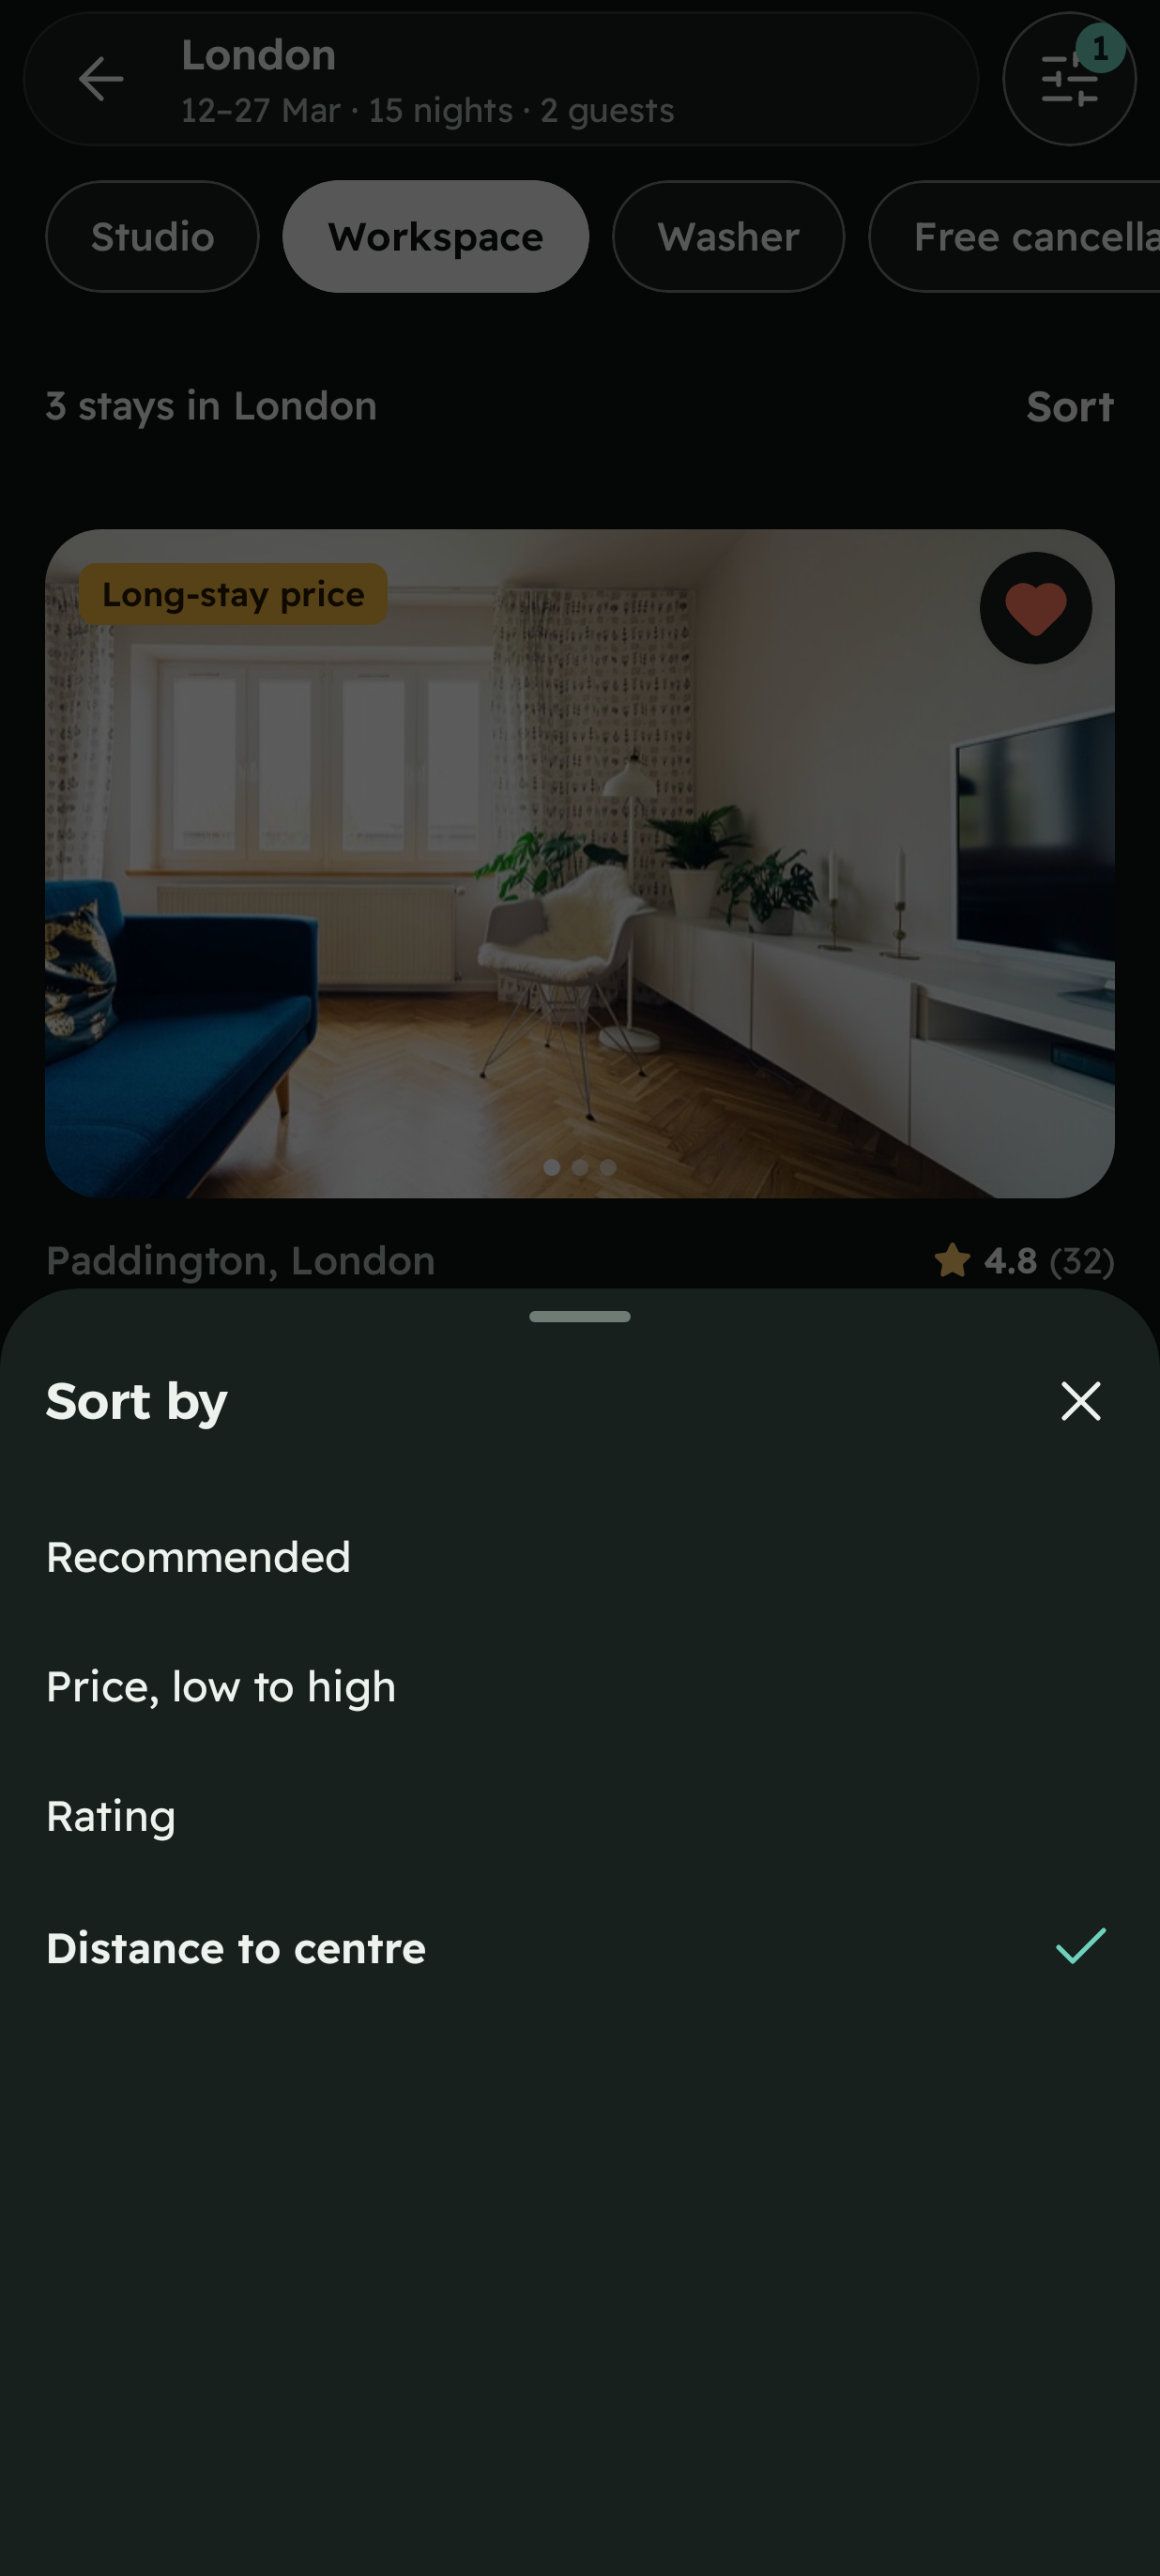 London
12–27 Mar · 15 nights · 2 guests
1
Studio
Workspace
Washer
Free cancella
3 stays in London
Sort
Long-stay price
Paddington, London
4.8 (32)
Sort by
Recommended
Price, low to high
Rating
Distance to centre